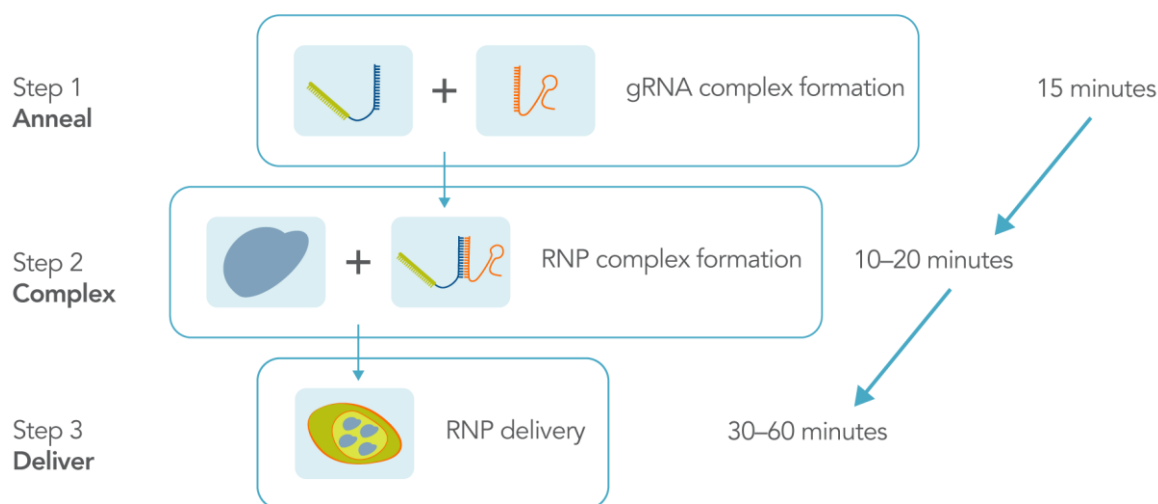 Step 1
Anneal
+
gRNA complex formation
15 minutes
Step 2
Complex
+
RNP complex formation
10–20 minutes
Step 3
Deliver
RNP delivery
30–60 minutes